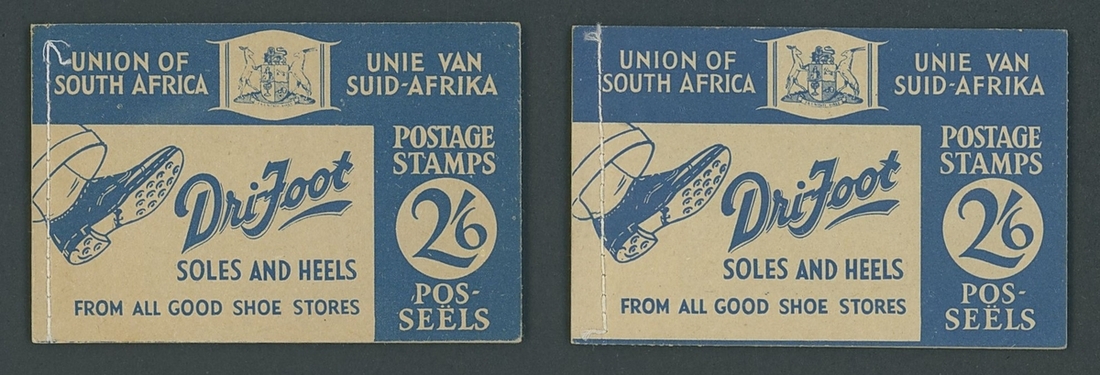 UNION OF
SOUTH AFRICA
UNIE VAN
SUID-AFRIKA
POSTAGE
STAMPS
2/6
POS-
SEËLS
Dri-Foot
SOLES AND HEELS
FROM ALL GOOD SHOE STORES
UNION OF
SOUTH AFRICA
UNIE VAN
SUID-AFRIKA
POSTAGE
STAMPS
2/6
POS-
SEËLS
Dri-Foot
SOLES AND HEELS
FROM ALL GOOD SHOE STORES